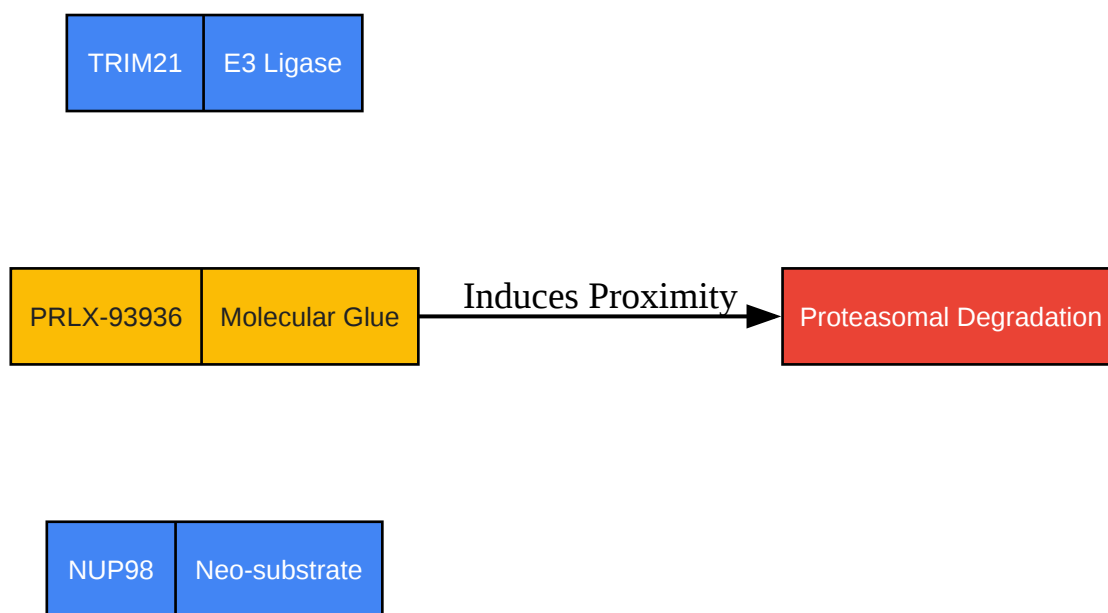 TRIM21 E3 Ligase
PRLX-93936 Molecular Glue Induces Proximity Proteasomal Degradation
NUP98 Neo-substrate